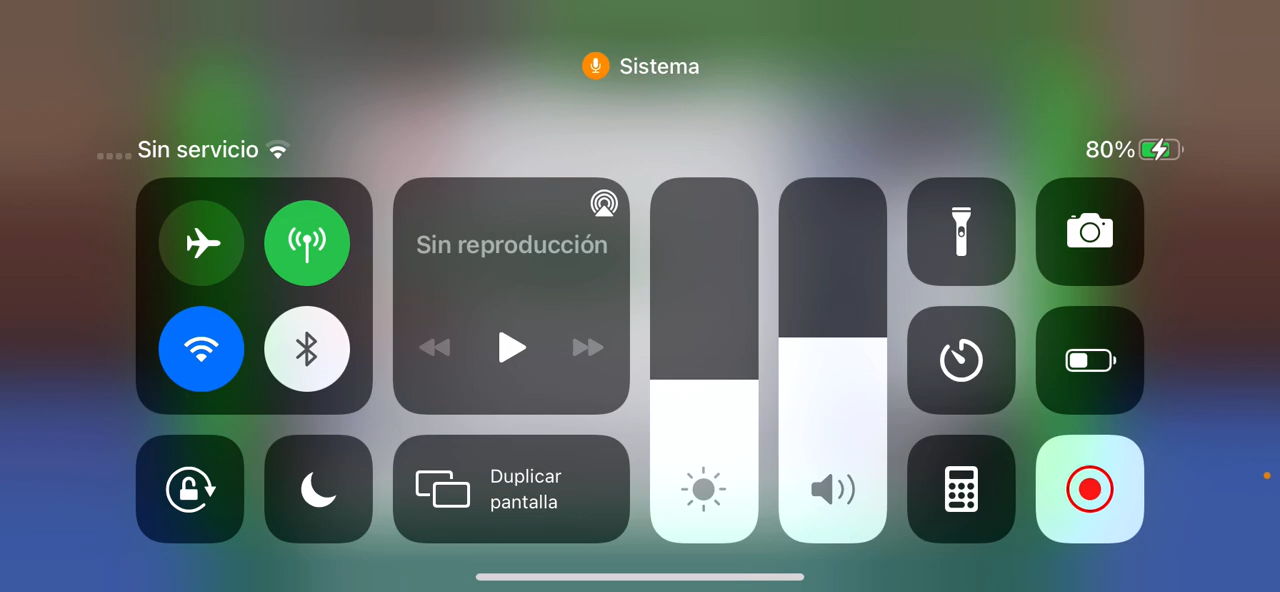 Sistema
Sin servicio
80%
Sin reproducción
Duplicar
pantalla